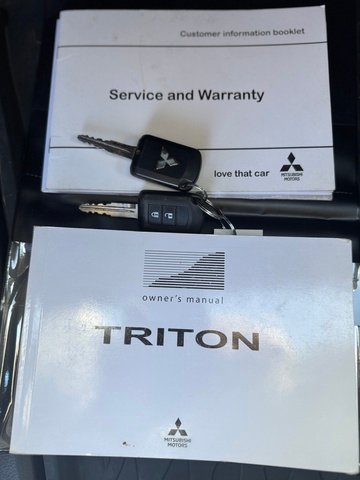 Customer information booklet
Service and Warranty
love that car
MITSUBISHI
MOTORS
owner's manual
TRITON
MITSUBISHI
MOTORS